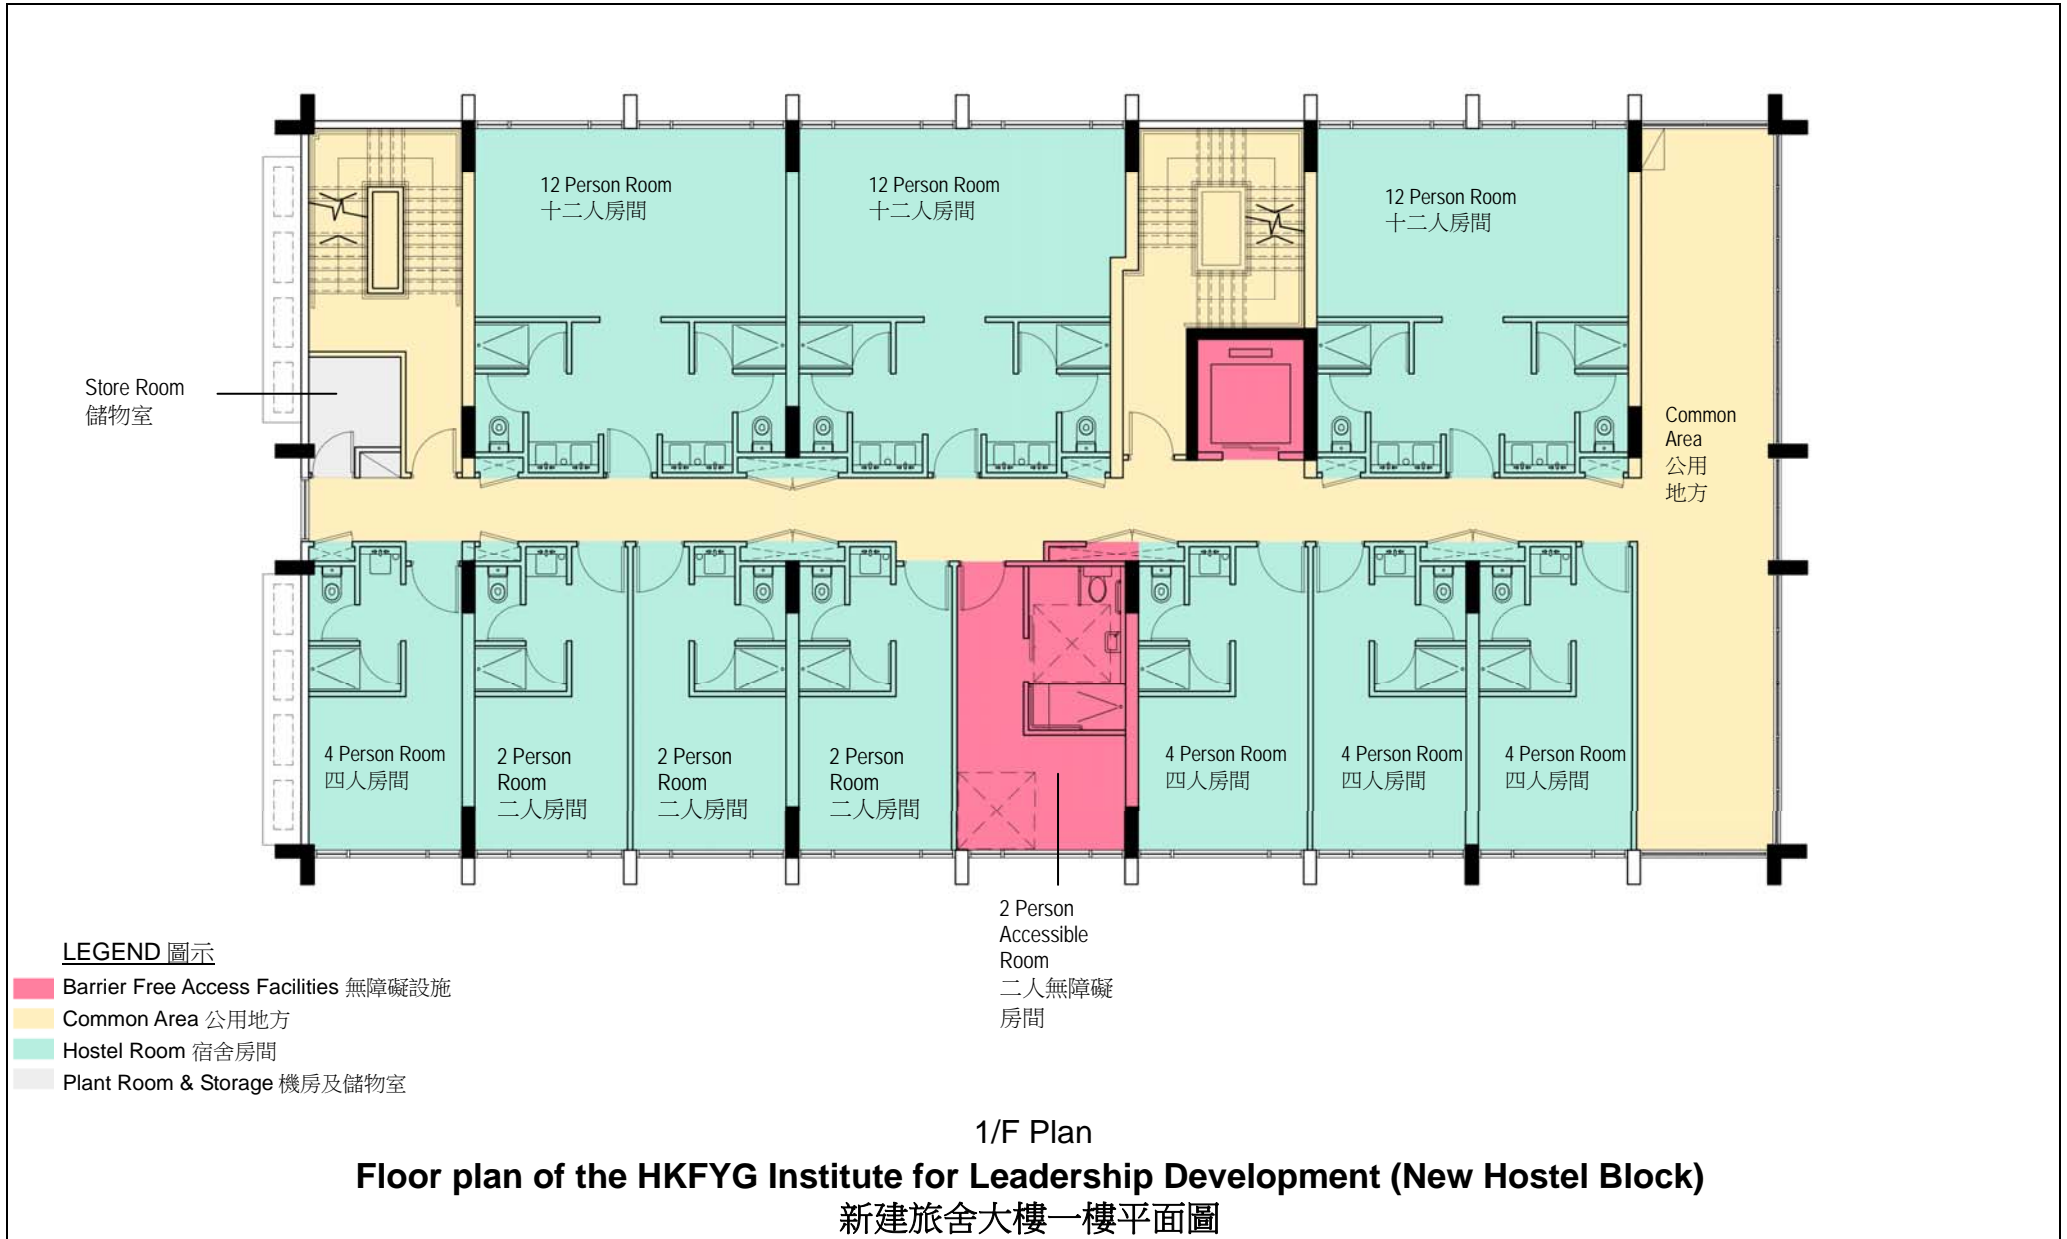 12 Person Room
十二人房間
12 Person Room
十二人房間
12 Person Room
十二人房間
Store Room
儲物室
Common
Area
公用
地方
4 Person Room
四人房間
2 Person
Room
二人房間
2 Person
Room
二人房間
2 Person
Room
二人房間
4 Person Room
四人房間
4 Person Room
四人房間
4 Person Room
四人房間
2 Person
Accessible
Room
二人無障礙
房間
LEGEND 圖示
Barrier Free Access Facilities 無障礙設施
Common Area 公用地方
Hostel Room 宿舍房間
Plant Room & Storage 機房及儲物室
1/F Plan
Floor plan of the HKFYG Institute for Leadership Development (New Hostel Block)
新建旅舍大樓一樓平面圖